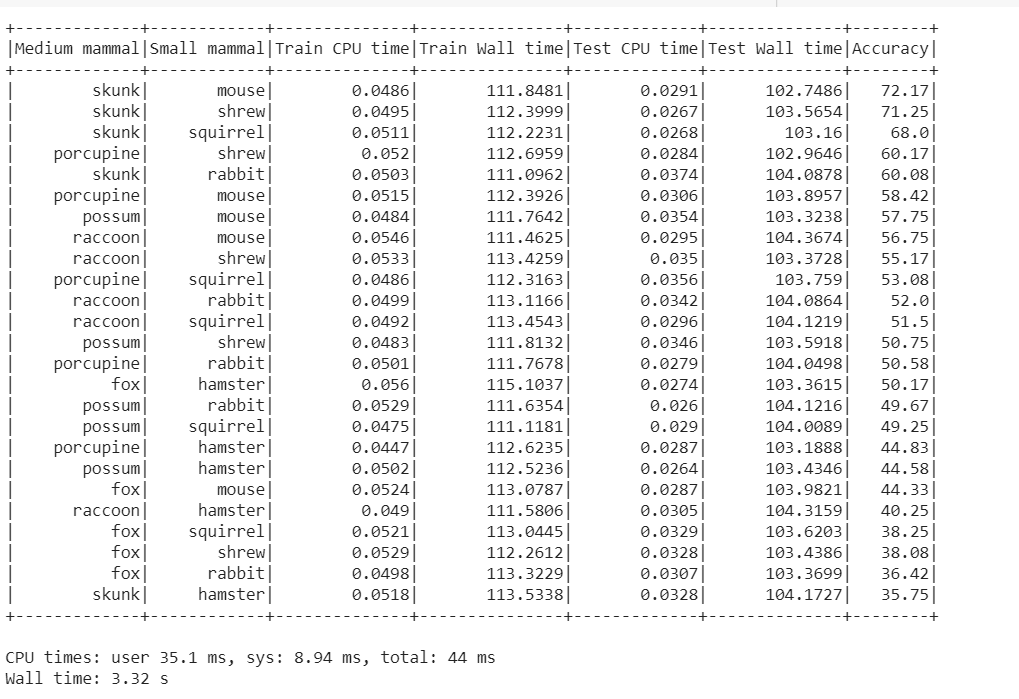 +-------------+------------+--------------+---------------+-------------+--------------+--------+
|Medium mammal|Small mammal|Train CPU time|Train Wall time|Test CPU time|Test Wall time|Accuracy|
+-------------+------------+--------------+---------------+-------------+--------------+--------+
|        skunk|       mouse|        0.0486|       111.8481|       0.0291|      102.7486|   72.17|
|        skunk|       shrew|        0.0495|       112.3999|       0.0267|      103.5654|   71.25|
|        skunk|    squirrel|        0.0511|       112.2231|       0.0268|        103.16|    68.0|
|    porcupine|       shrew|         0.052|       112.6959|       0.0284|      102.9646|   60.17|
|        skunk|      rabbit|        0.0503|       111.0962|       0.0374|      104.0878|   60.08|
|    porcupine|       mouse|        0.0515|       112.3926|       0.0306|      103.8957|   58.42|
|       possum|       mouse|        0.0484|       111.7642|       0.0354|      103.3238|   57.75|
|      raccoon|       mouse|        0.0546|       111.4625|       0.0295|      104.3674|   56.75|
|      raccoon|       shrew|        0.0533|       113.4259|        0.035|      103.3728|   55.17|
|    porcupine|    squirrel|        0.0486|       112.3163|       0.0356|       103.759|   53.08|
|      raccoon|      rabbit|        0.0499|       113.1166|       0.0342|      104.0864|    52.0|
|      raccoon|    squirrel|        0.0492|       113.4543|       0.0296|      104.1219|    51.5|
|       possum|       shrew|        0.0483|       111.8132|       0.0346|      103.5918|   50.75|
|    porcupine|      rabbit|        0.0501|       111.7678|       0.0279|      104.0498|   50.58|
|          fox|     hamster|         0.056|       115.1037|       0.0274|      103.3615|   50.17|
|       possum|      rabbit|        0.0529|       111.6354|        0.026|      104.1216|   49.67|
|       possum|    squirrel|        0.0475|       111.1181|        0.029|      104.0089|   49.25|
|    porcupine|     hamster|        0.0447|       112.6235|       0.0287|      103.1888|   44.83|
|       possum|     hamster|        0.0502|       112.5236|       0.0264|      103.4346|   44.58|
|          fox|       mouse|        0.0524|       113.0787|       0.0287|      103.9821|   44.33|
|      raccoon|     hamster|         0.049|       111.5806|       0.0305|      104.3159|   40.25|
|          fox|    squirrel|        0.0521|       113.0445|       0.0329|      103.6203|   38.25|
|          fox|       shrew|        0.0529|       112.2612|       0.0328|      103.4386|   38.08|
|          fox|      rabbit|        0.0498|       113.3229|       0.0307|      103.3699|   36.42|
|        skunk|     hamster|        0.0518|       113.5338|       0.0328|      104.1727|   35.75|
+-------------+------------+--------------+---------------+-------------+--------------+--------+
CPU times: user 35.1 ms, sys: 8.94 ms, total: 44 ms
Wall time: 3.32 s